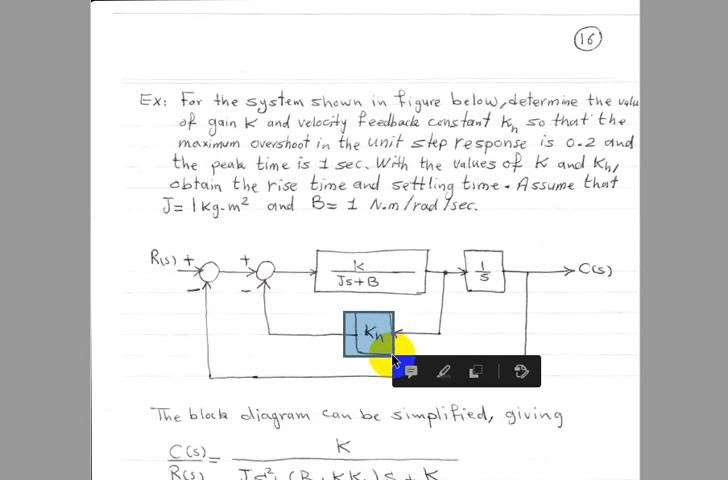 16
Ex: For the system shown in figure below, determine the value
of gain K and velocity feedback constant Kh so that the
maximum overshoot in the unit step response is 0.2 and
the peak time is 1 sec. With the values of K and Kh,
obtain the rise time and settling time. Assume that
J= 1 kg-m² and B= 1 N.m/rad/sec.
R(s) + + K 1 C(s)
- - Js+B s
Kh
The block diagram can be simplified, giving
C(s) = K
R(s) Js²+(B+KKh)s+K